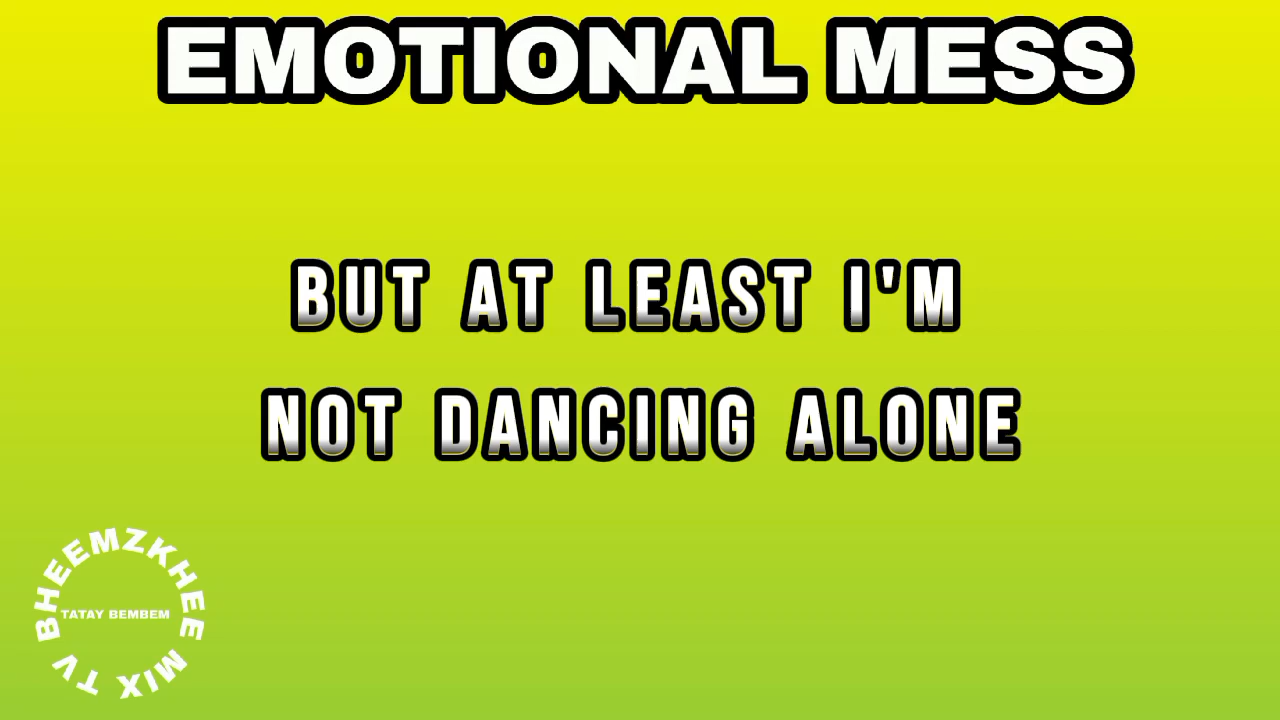 EMOTIONAL MESS
BUT AT LEAST I'M
NOT DANCING ALONE
BHEEMZKHEE MIX TV
TATAY BEMBEM